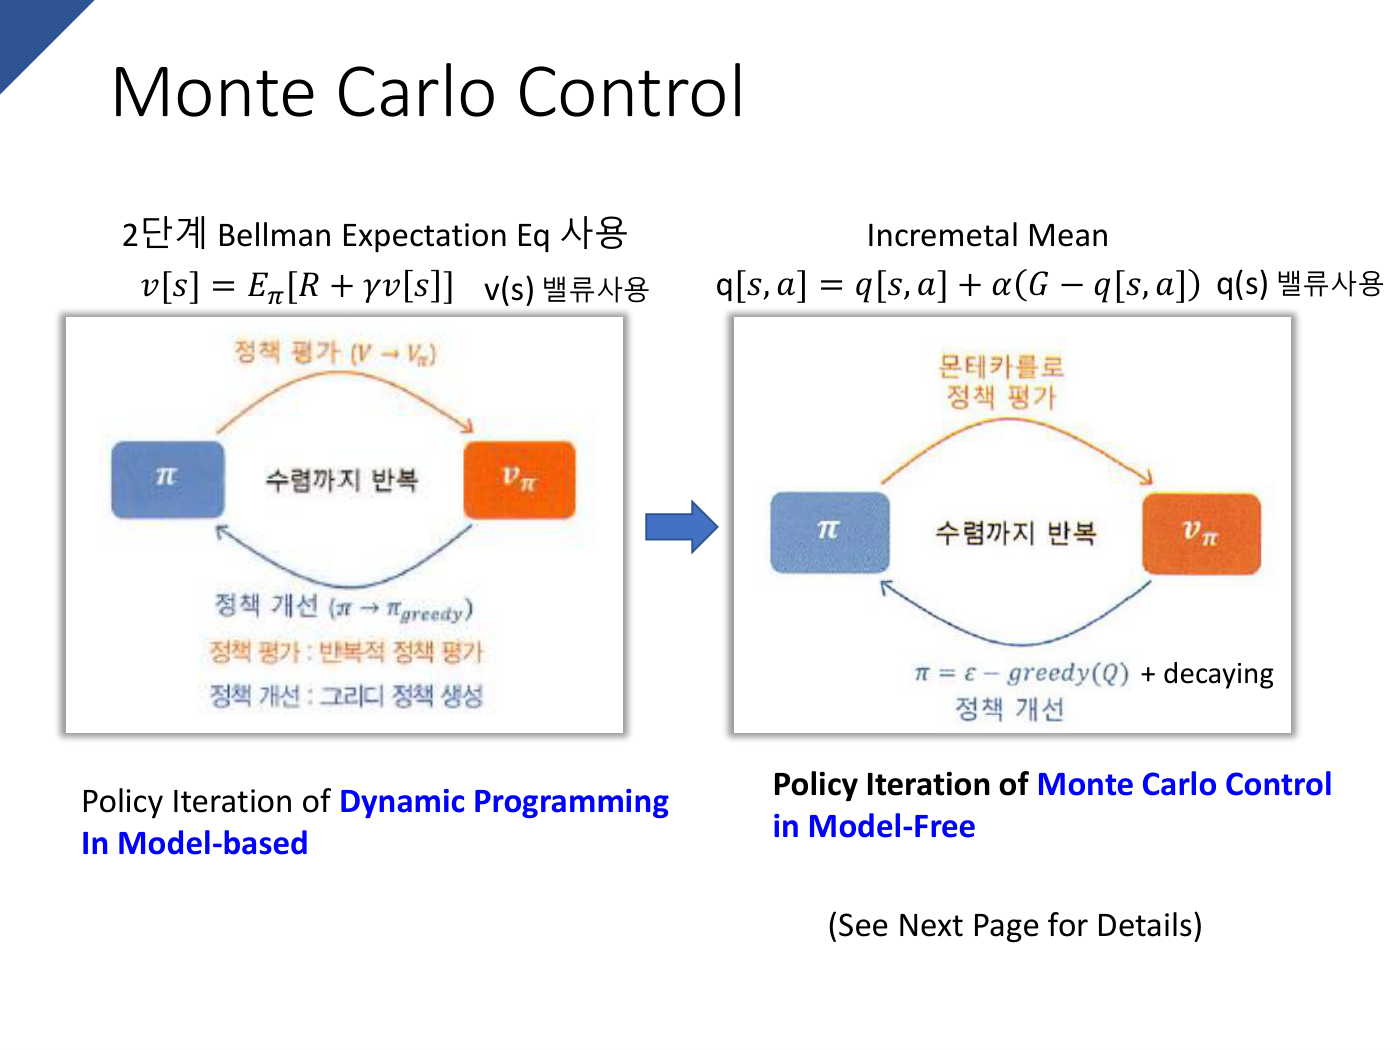 Monte Carlo Control
2단계 Bellman Expectation Eq 사용
v[s] = E_π[R + γv[s]] v(s) 밸류사용
정책 평가 (V → V_π)
π
수렴까지 반복
v_π
정책 개선 (π → π_greedy)
정책 평가 : 반복적 정책 평가
정책 개선 : 그리디 정책 생성
Policy Iteration of Dynamic Programming
In Model-based
Incremetal Mean
q[s, a] = q[s, a] + α(G − q[s, a]) q(s) 밸류사용
몬테카를로
정책 평가
π
수렴까지 반복
v_π
π = ε − greedy(Q) + decaying
정책 개선
Policy Iteration of Monte Carlo Control
in Model-Free
(See Next Page for Details)